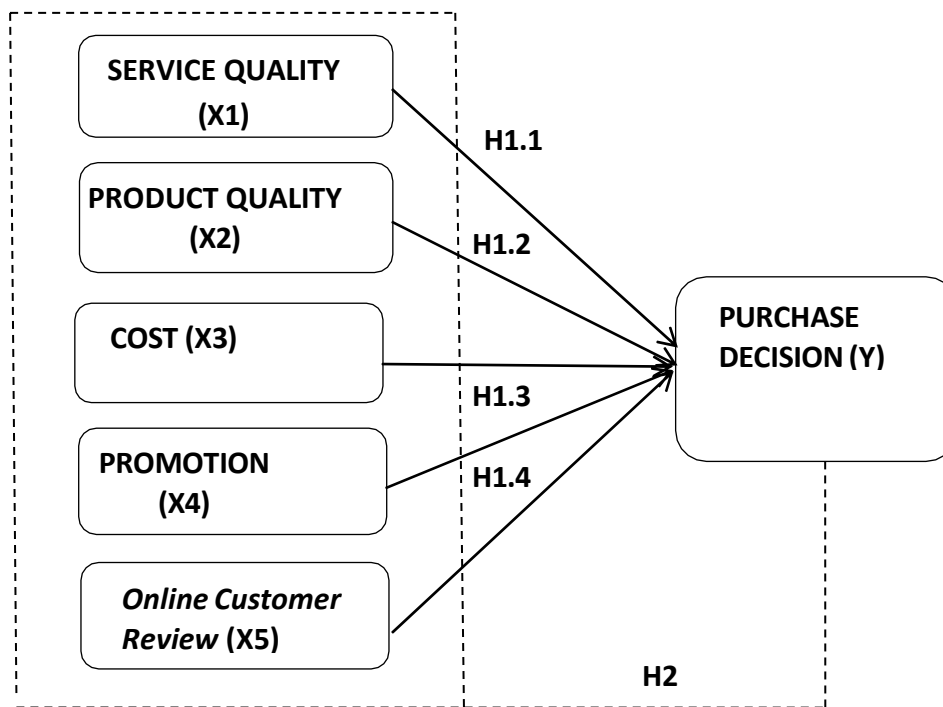 SERVICE QUALITY
(X1)
H1.1
PRODUCT QUALITY
(X2)
H1.2
PURCHASE
DECISION (Y)
COST (X3)
H1.3
PROMOTION
(X4)
H1.4
Online Customer
Review (X5)
H2